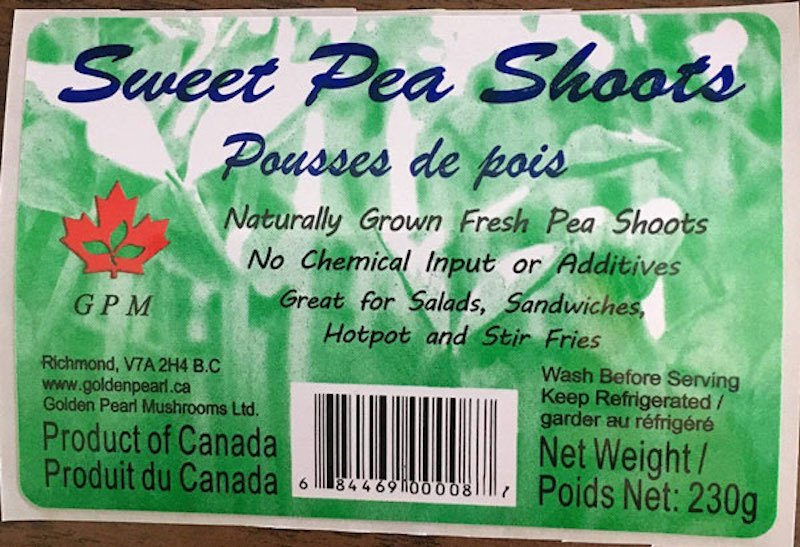 Sweet Pea Shoots
Pousses de pois
Naturally Grown Fresh Pea Shoots
No Chemical Input or Additives
Great for Salads, Sandwiches,
Hotpot and Stir Fries
GPM
Richmond, V7A 2H4 B.C
www.goldenpearl.ca
Golden Pearl Mushrooms Ltd.
Product of Canada
Produit du Canada
6 84469 00008 7
Wash Before Serving
Keep Refrigerated /
garder au réfrigéré
Net Weight /
Poids Net: 230g